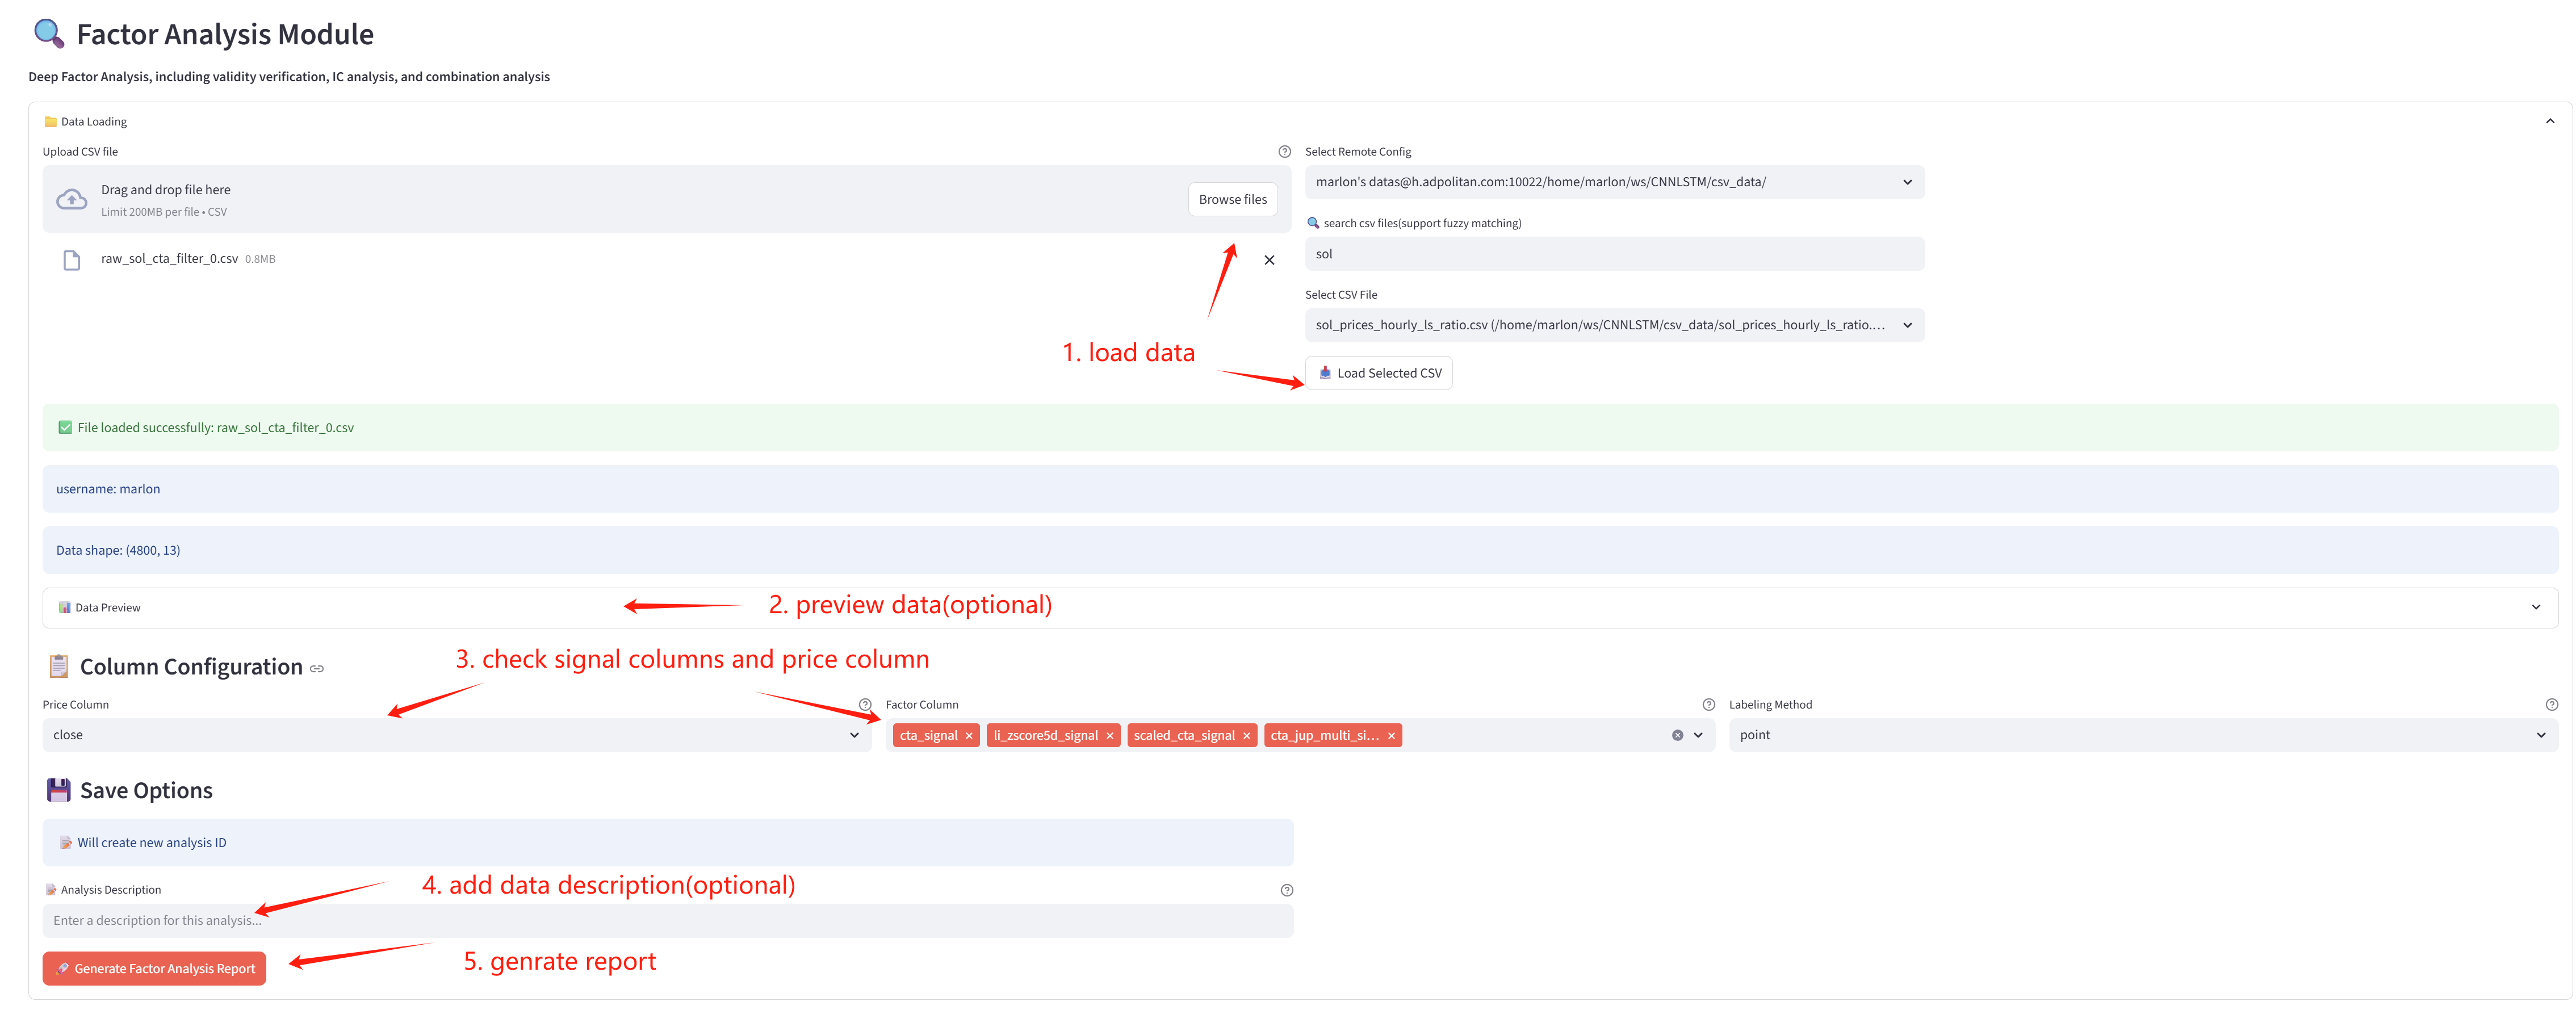 Factor Analysis Module
Deep Factor Analysis, including validity verification, IC analysis, and combination analysis
Data Loading
Upload CSV file
Drag and drop file here
Limit 200MB per file • CSV
Browse files
raw_sol_cta_filter_0.csv 0.8MB
Select Remote Config
marlon's datas@h.adpolitan.com:10022/home/marlon/ws/CNNLSTM/csv_data/
search csv files(support fuzzy matching)
sol
Select CSV File
sol_prices_hourly_ls_ratio.csv (/home/marlon/ws/CNNLSTM/csv_data/sol_prices_hourly_ls_ratio....
1. load data
Load Selected CSV
File loaded successfully: raw_sol_cta_filter_0.csv
username: marlon
Data shape: (4800, 13)
Data Preview
2. preview data(optional)
Column Configuration
3. check signal columns and price column
Price Column
close
Factor Column
cta_signal
li_zscore5d_signal
scaled_cta_signal
cta_jup_multi_si...
Labeling Method
point
Save Options
Will create new analysis ID
Analysis Description
4. add data description(optional)
Enter a description for this analysis...
Generate Factor Analysis Report
5. genrate report